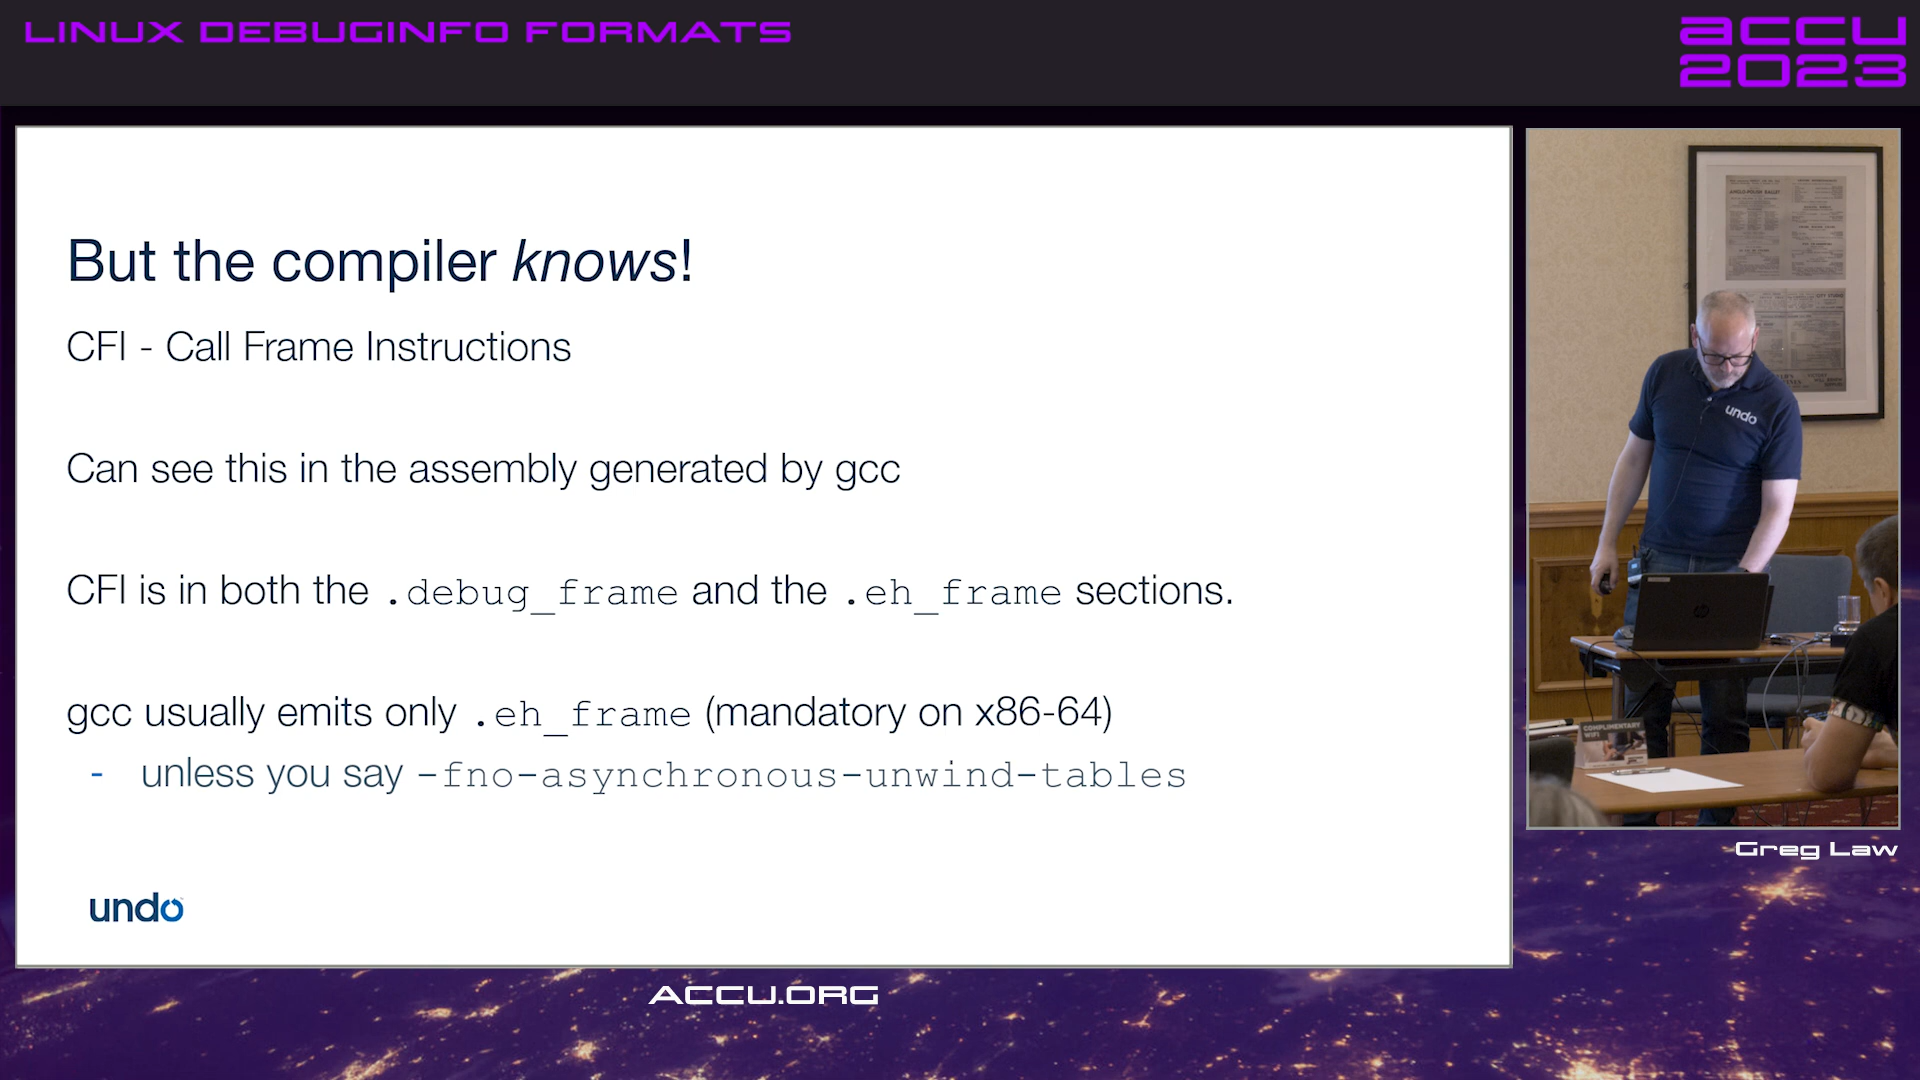 LINUX DEBUGINFO FORMATS
accu
2023
But the compiler knows!
CFI - Call Frame Instructions
Can see this in the assembly generated by gcc
CFI is in both the .debug_frame and the .eh_frame sections.
gcc usually emits only .eh_frame (mandatory on x86-64)
- unless you say -fno-asynchronous-unwind-tables
undo
undo
COMPLIMENTARY
WIFI
Greg Law
ACCU.ORG